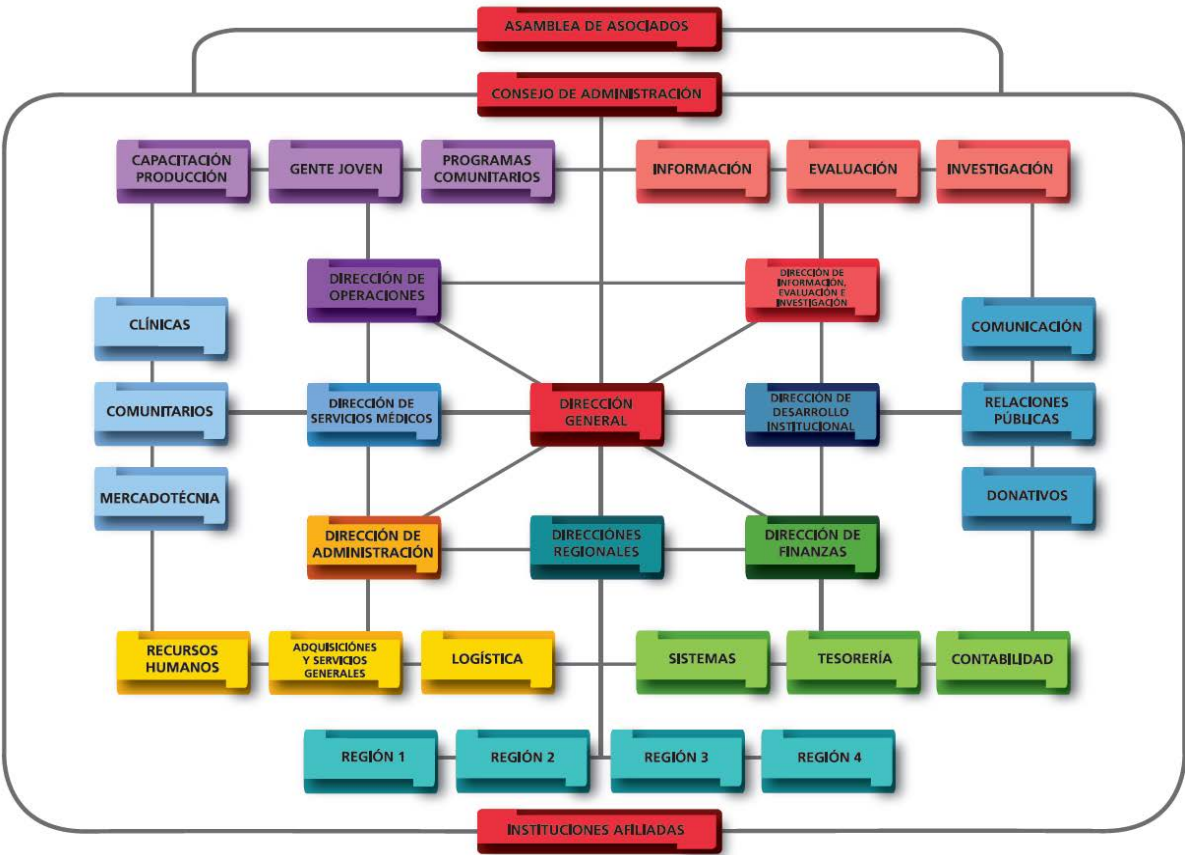 ASAMBLEA DE ASOCIADOS
CONSEJO DE ADMINISTRACIÓN
CAPACITACIÓN
PRODUCCIÓN
GENTE JOVEN
PROGRAMAS
COMUNITARIOS
INFORMACIÓN
EVALUACIÓN
INVESTIGACIÓN
DIRECCIÓN DE
OPERACIONES
DIRECCIÓN DE
INFORMACIÓN,
EVALUACIÓN E
INVESTIGACIÓN
CLÍNICAS
COMUNICACIÓN
COMUNITARIOS
DIRECCIÓN DE
SERVICIOS MÉDICOS
DIRECCIÓN
GENERAL
DIRECCIÓN DE
DESARROLLO
INSTITUCIONAL
RELACIONES
PÚBLICAS
MERCADOTÉCNIA
DONATIVOS
DIRECCIÓN DE
ADMINISTRACIÓN
DIRECCIÓNES
REGIONALES
DIRECCIÓN DE
FINANZAS
RECURSOS
HUMANOS
ADQUISICIÓNES
Y SERVICIOS
GENERALES
LOGÍSTICA
SISTEMAS
TESORERÍA
CONTABILIDAD
REGIÓN 1
REGIÓN 2
REGIÓN 3
REGIÓN 4
INSTITUCIONES AFILIADAS